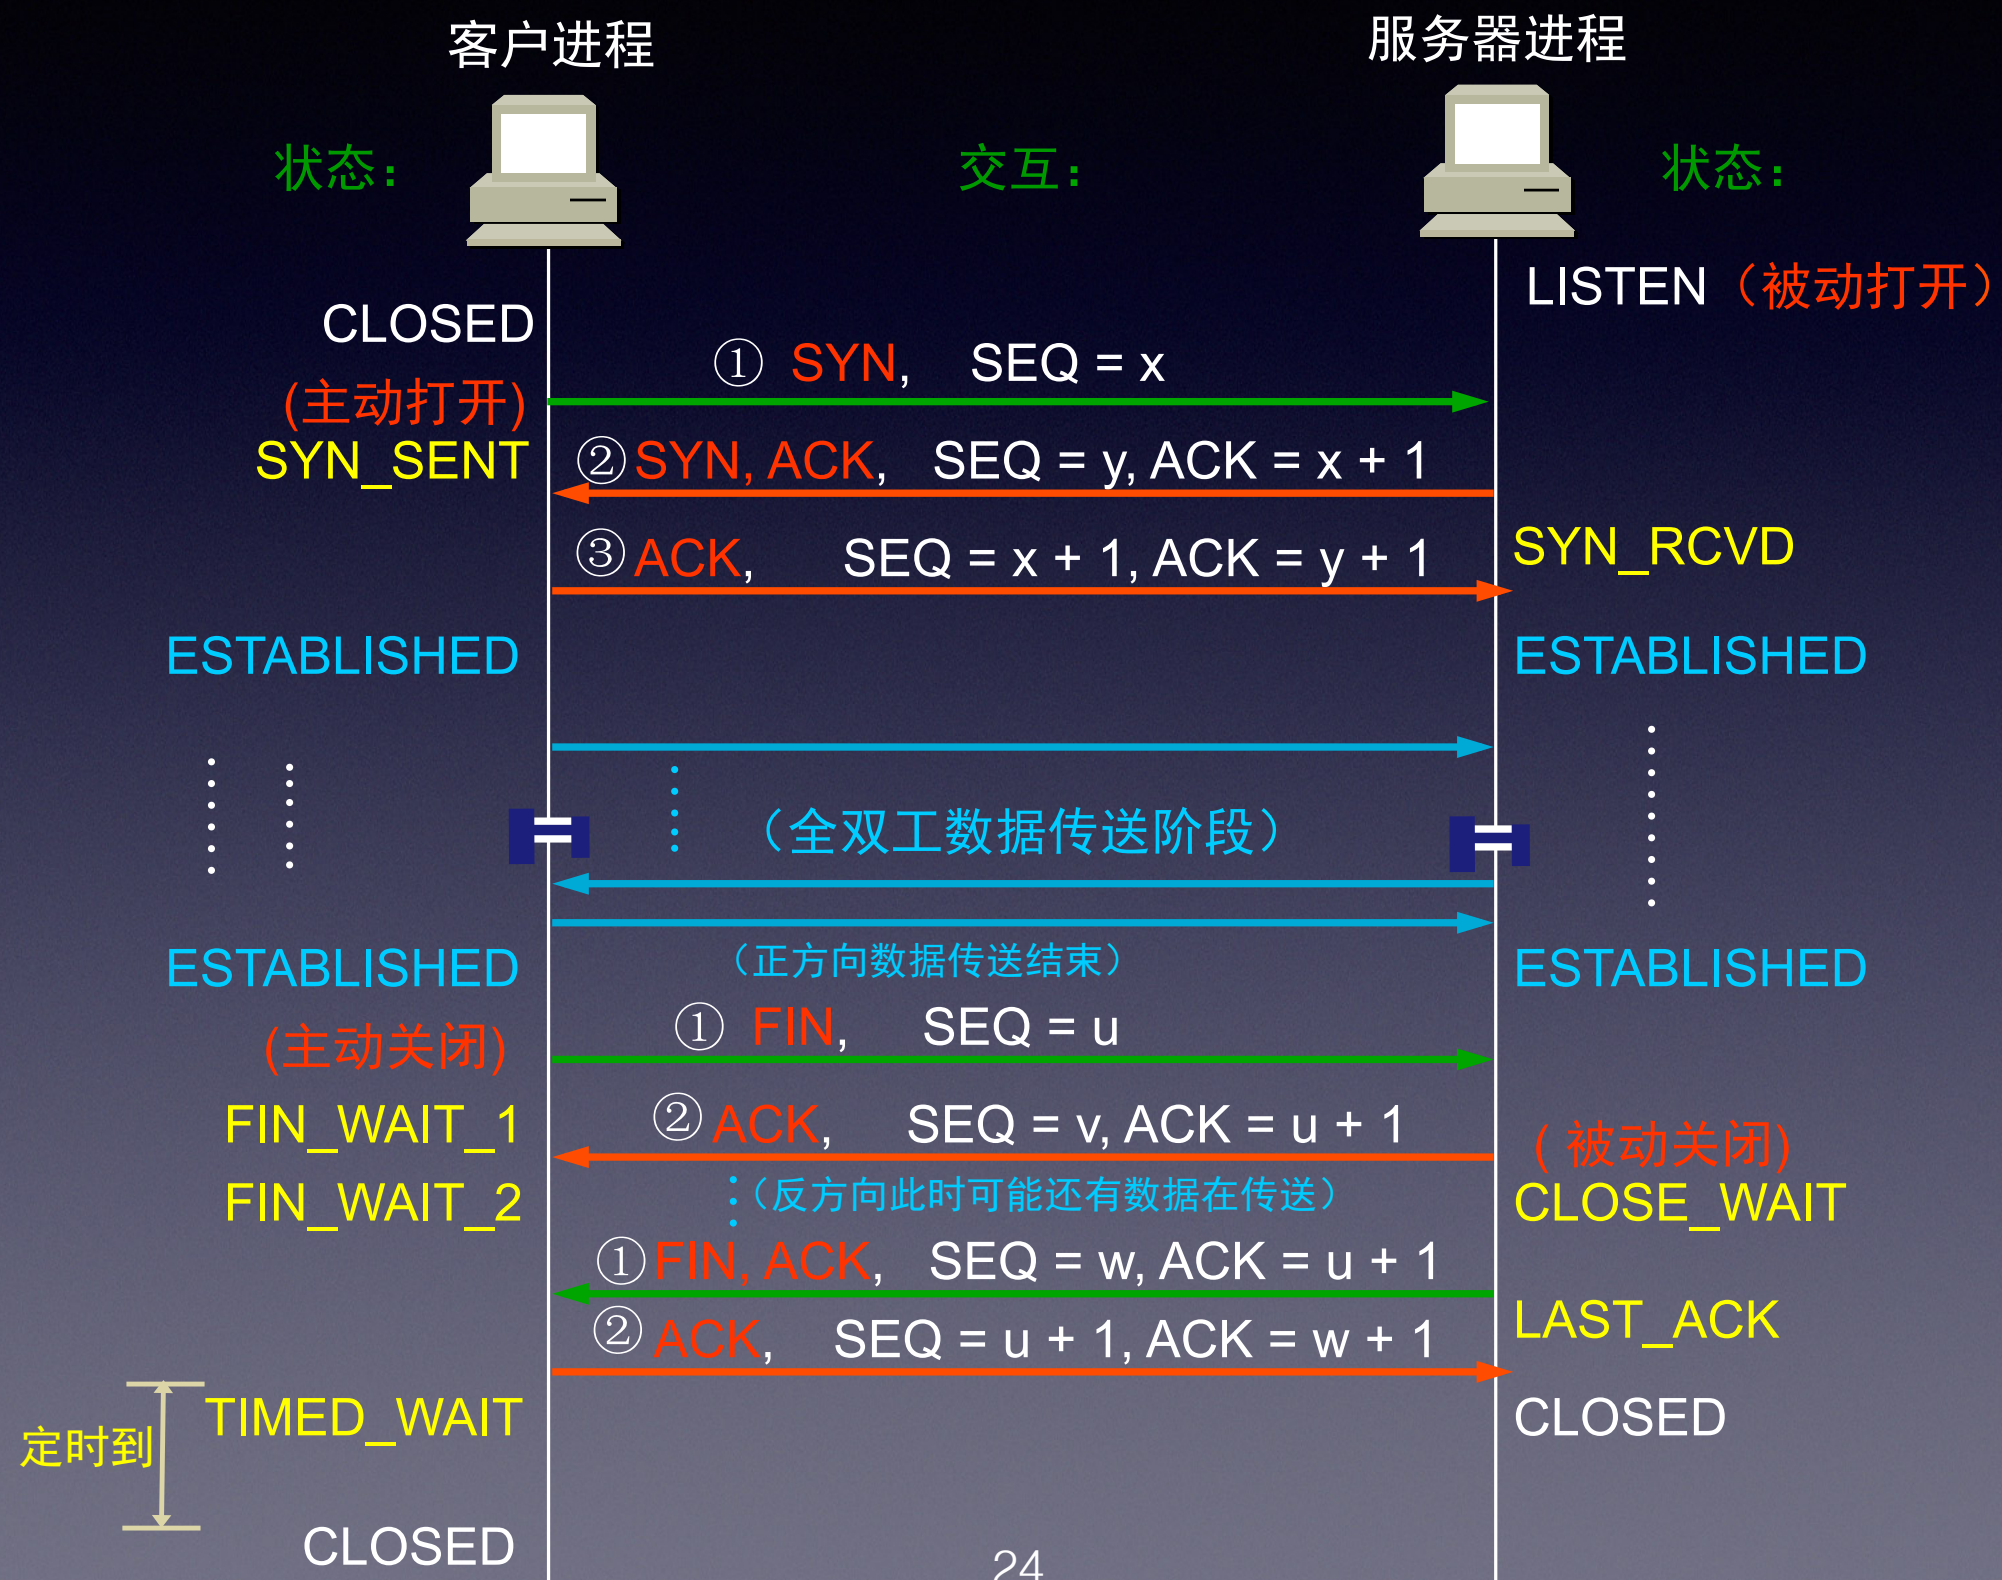 客户进程
服务器进程
状态：
交互：
状态：
LISTEN（被动打开）
CLOSED
① SYN, SEQ = x
(主动打开)
SYN_SENT
② SYN, ACK, SEQ = y, ACK = x + 1
③ ACK, SEQ = x + 1, ACK = y + 1
SYN_RCVD
ESTABLISHED
ESTABLISHED
（全双工数据传送阶段）
ESTABLISHED
（正方向数据传送结束）
ESTABLISHED
(主动关闭)
① FIN, SEQ = u
FIN_WAIT_1
② ACK, SEQ = v, ACK = u + 1
( 被动关闭)
FIN_WAIT_2
（反方向此时可能还有数据在传送）
CLOSE_WAIT
① FIN, ACK, SEQ = w, ACK = u + 1
LAST_ACK
② ACK, SEQ = u + 1, ACK = w + 1
TIMED_WAIT
CLOSED
定时到
CLOSED
24